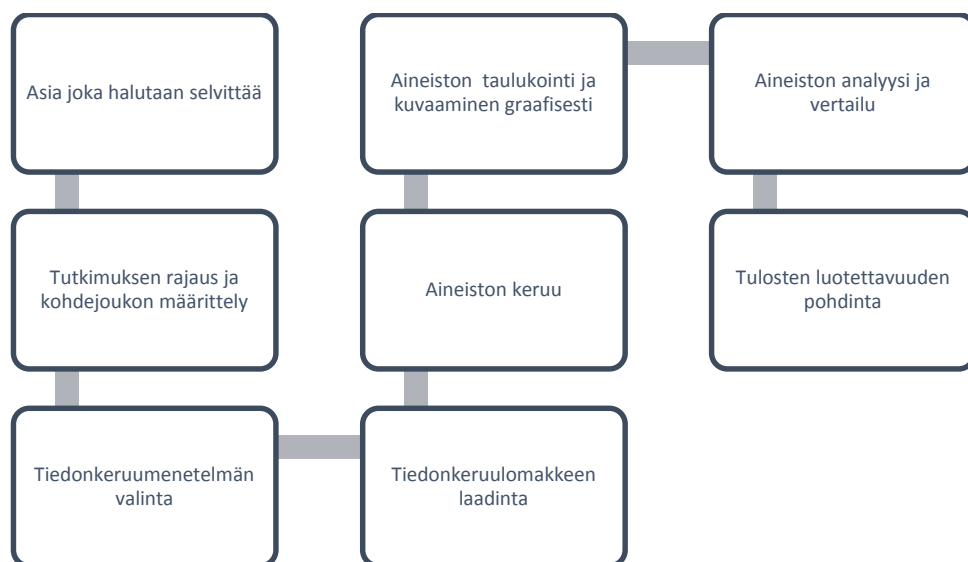 Asia joka halutaan selvittää
Tutkimuksen rajaus ja
kohdejoukon määrittely
Tiedonkeruumenetelmän
valinta
Tiedonkeruulomakkeen
laadinta
Aineiston keruu
Aineiston taulukointi ja
kuvaaminen graafisesti
Aineiston analyysi ja
vertailu
Tulosten luotettavuuden
pohdinta